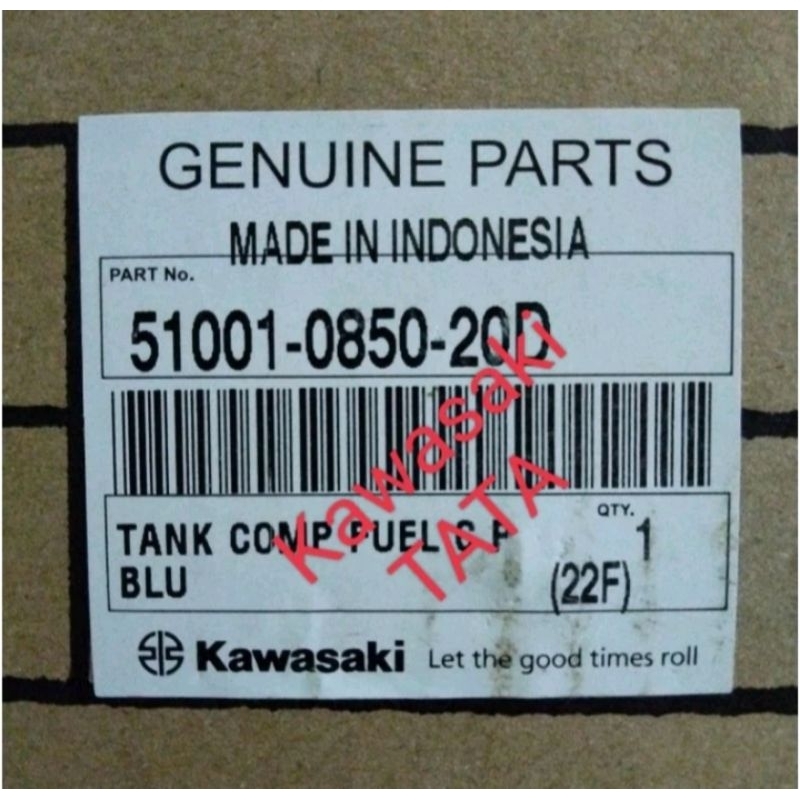 GENUINE PARTS
MADE IN INDONESIA
PART No.
51001-0850-20D
TANK COMP FUEL C.P
QTY.
1
BLU
(22F)
Kawasaki Let the good times roll
Kawasaki
TATA